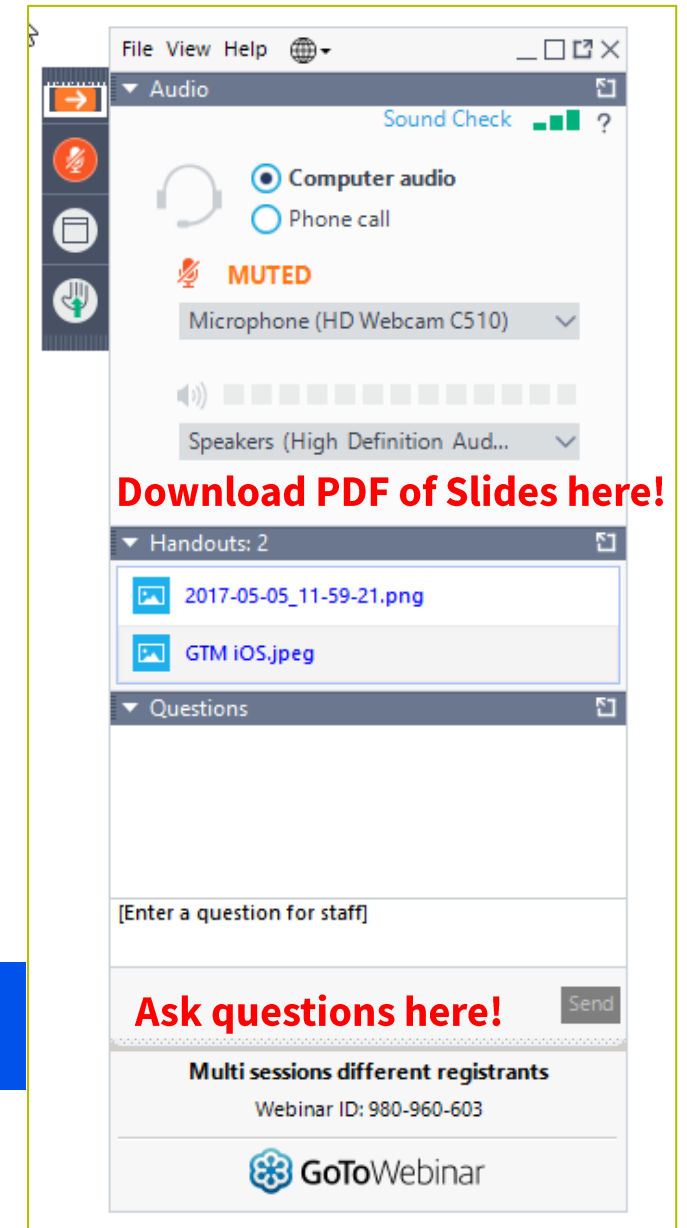 File View Help
Audio
Sound Check ?
Computer audio
Phone call
MUTED
Microphone (HD Webcam C510)
Speakers (High Definition Aud...
Download PDF of Slides here!
Handouts: 2
2017-05-05_11-59-21.png
GTM iOS.jpeg
Questions
[Enter a question for staff]
Ask questions here!
Send
Multi sessions different registrants
Webinar ID: 980-960-603
GoToWebinar